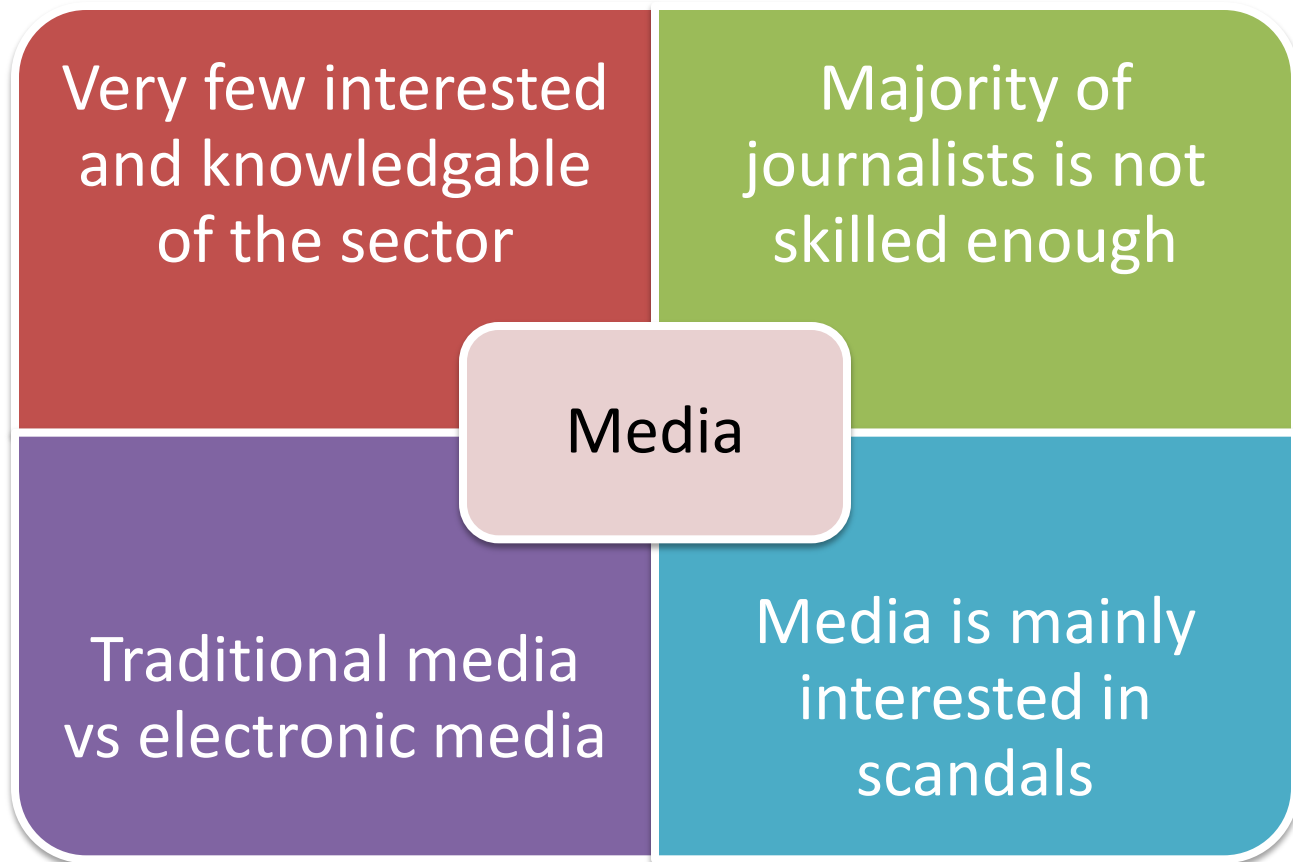 Very few interested
and knowledgable
of the sector
Majority of
journalists is not
skilled enough
Media
Traditional media
vs electronic media
Media is mainly
interested in
scandals